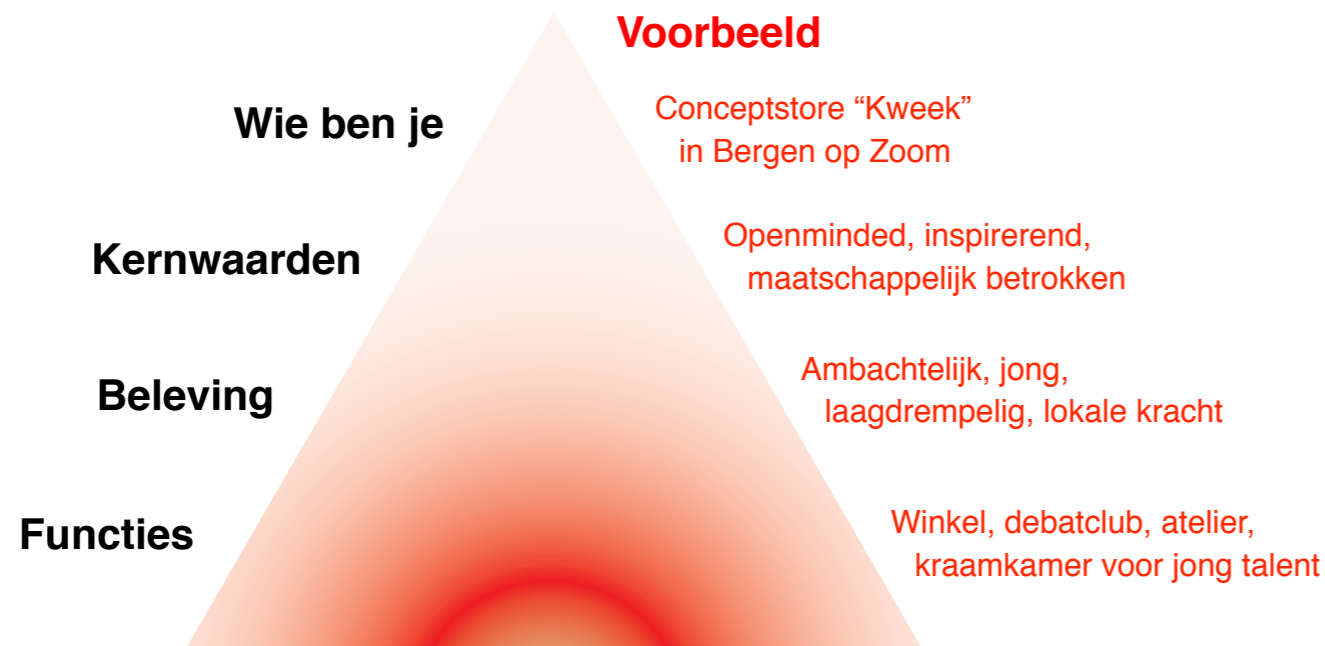 Voorbeeld
Wie ben je
Conceptstore “Kweek”
in Bergen op Zoom
Kernwaarden
Openminded, inspirerend,
maatschappelijk betrokken
Beleving
Ambachtelijk, jong,
laagdrempelig, lokale kracht
Functies
Winkel, debatclub, atelier,
kraamkamer voor jong talent